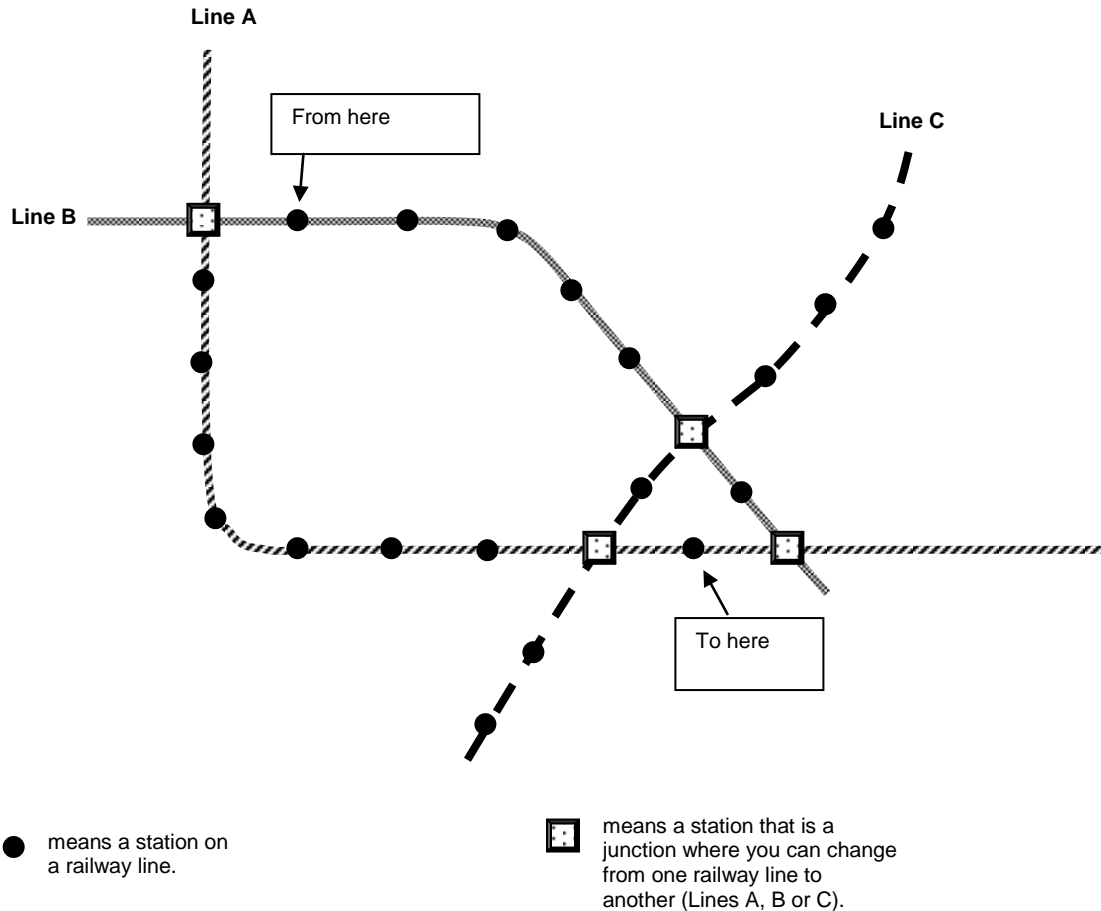 Line A
From here
Line C
Line B
To here
means a station on
a railway line.
means a station that is a
junction where you can change
from one railway line to
another (Lines A, B or C).